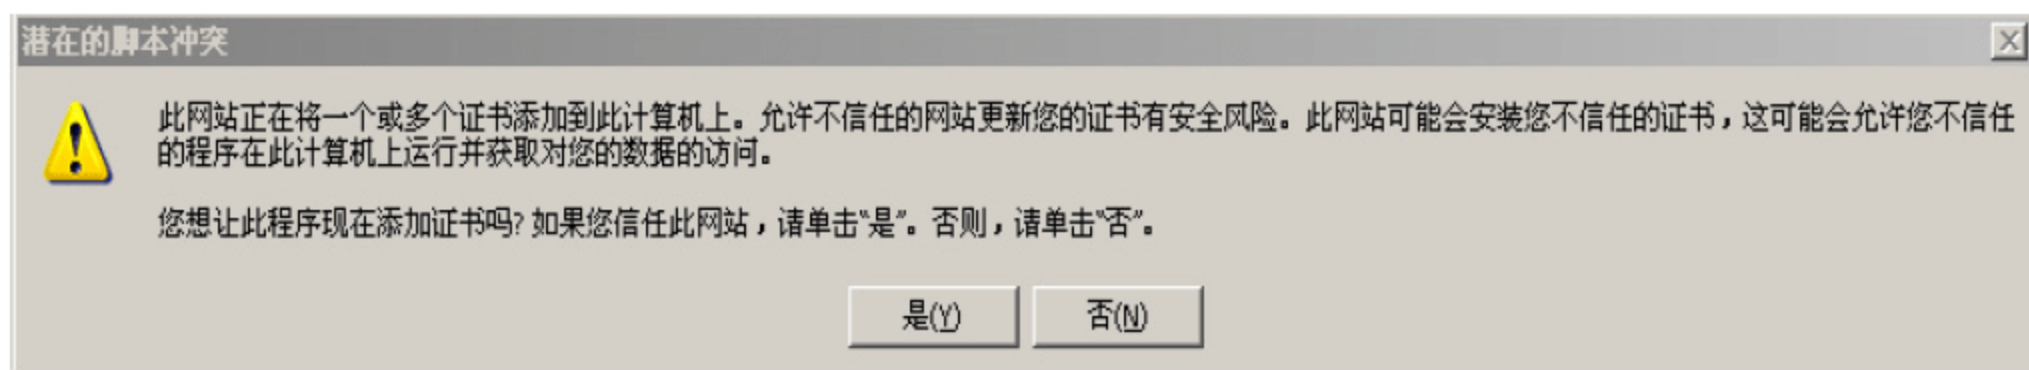 潜在的脚本冲突
此网站正在将一个或多个证书添加到此计算机上。允许不信任的网站更新您的证书有安全风险。此网站可能会安装您不信任的证书，这可能会允许您不信任
的程序在此计算机上运行并获取对您的数据的访问。
您想让此程序现在添加证书吗? 如果您信任此网站，请单击“是”。否则，请单击“否”。
是(Y)
否(N)